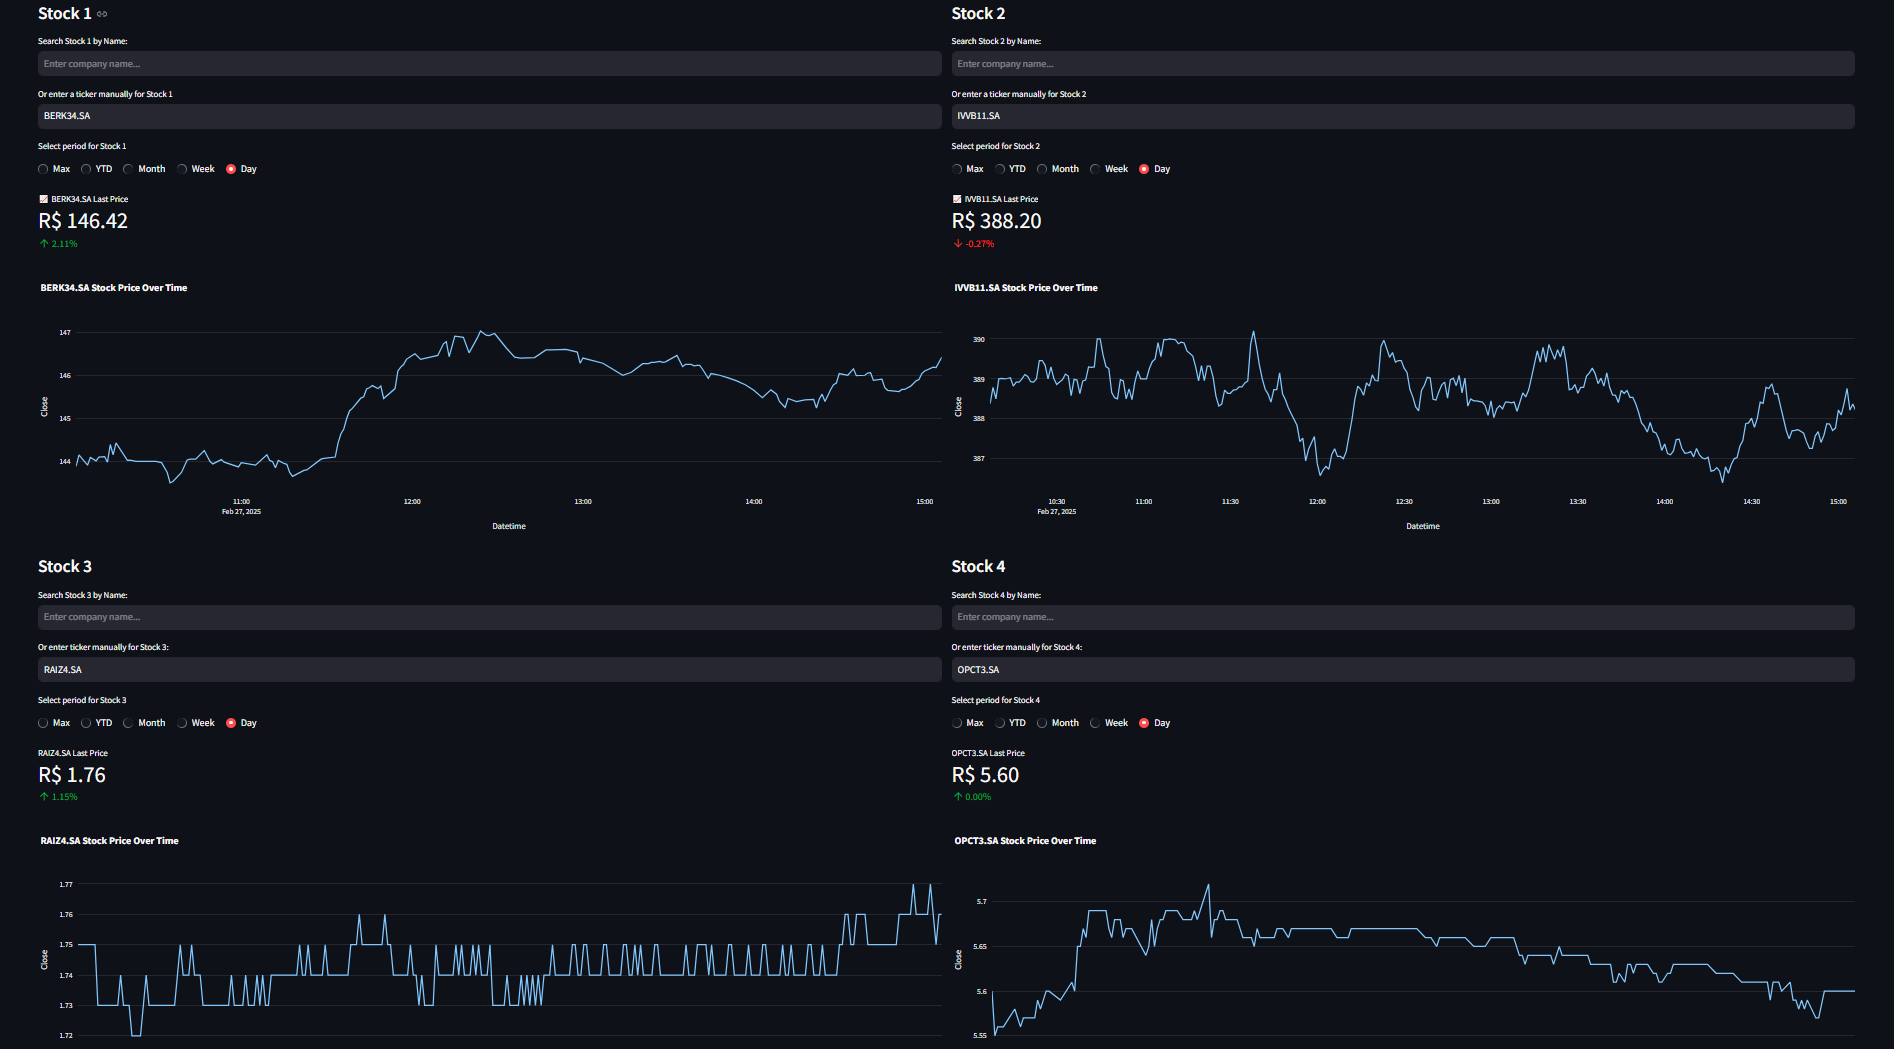 Stock 1
Search Stock 1 by Name:
Enter company name...
Or enter a ticker manually for Stock 1
BERK34.SA
Select period for Stock 1
Max YTD Month Week Day
BERK34.SA Last Price
R$ 146.42
2.11%
BERK34.SA Stock Price Over Time
147
146
145
144
Close
11:00 12:00 13:00 14:00 15:00
Feb 27, 2025
Datetime
Stock 2
Search Stock 2 by Name:
Enter company name...
Or enter a ticker manually for Stock 2
IVVB11.SA
Select period for Stock 2
Max YTD Month Week Day
IVVB11.SA Last Price
R$ 388.20
-0.27%
IVVB11.SA Stock Price Over Time
390
389
388
387
Close
10:30 11:00 11:30 12:00 12:30 13:00 13:30 14:00 14:30 15:00
Feb 27, 2025
Datetime
Stock 3
Search Stock 3 by Name:
Enter company name...
Or enter ticker manually for Stock 3:
RAIZ4.SA
Select period for Stock 3
Max YTD Month Week Day
RAIZ4.SA Last Price
R$ 1.76
1.15%
RAIZ4.SA Stock Price Over Time
1.77
1.76
1.75
1.74
1.73
1.72
Close
Stock 4
Search Stock 4 by Name:
Enter company name...
Or enter ticker manually for Stock 4:
OPCT3.SA
Select period for Stock 4
Max YTD Month Week Day
OPCT3.SA Last Price
R$ 5.60
0.00%
OPCT3.SA Stock Price Over Time
5.7
5.65
5.6
5.55
Close